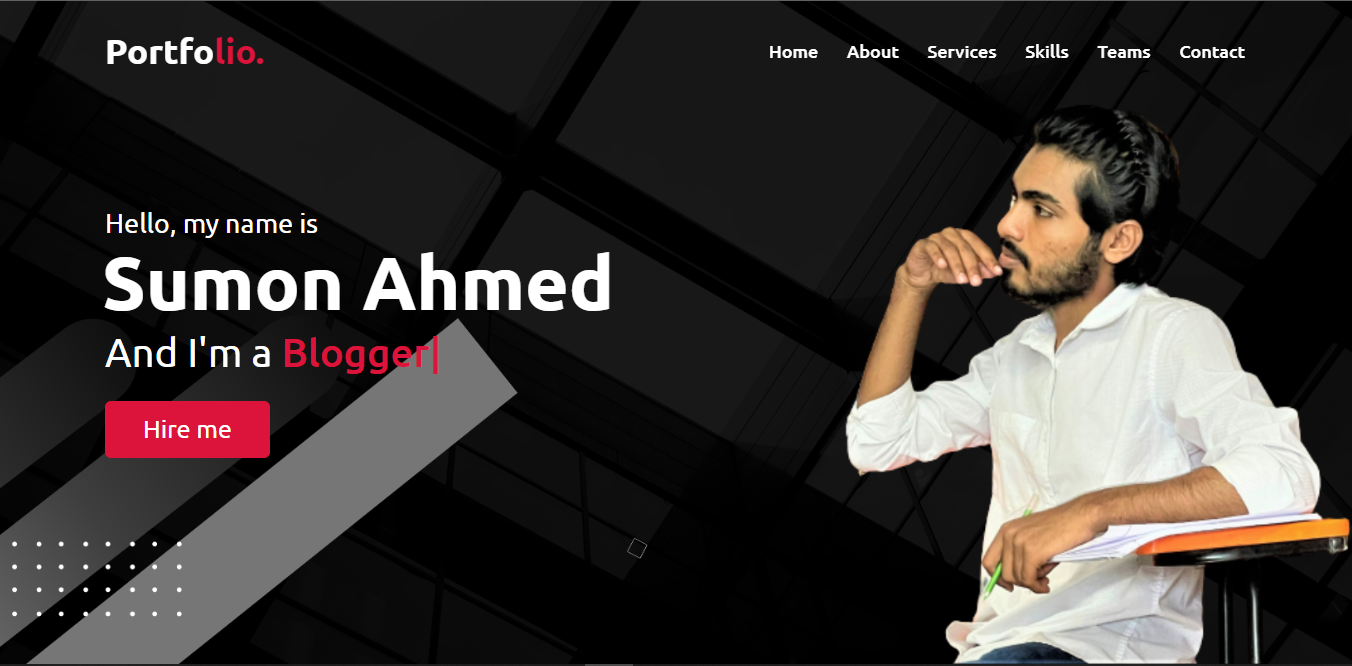 Portfolio.
Home About Services Skills Teams Contact
Hello, my name is
Sumon Ahmed
And I'm a Blogger|
Hire me